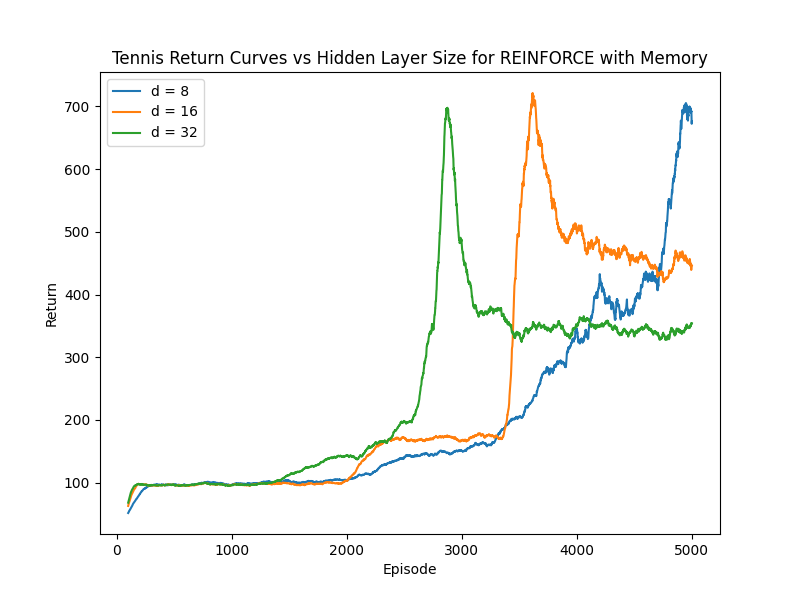 Tennis Return Curves vs Hidden Layer Size for REINFORCE with Memory
d = 8
d = 16
d = 32
700
600
500
400
300
200
100
Return
0 1000 2000 3000 4000 5000
Episode